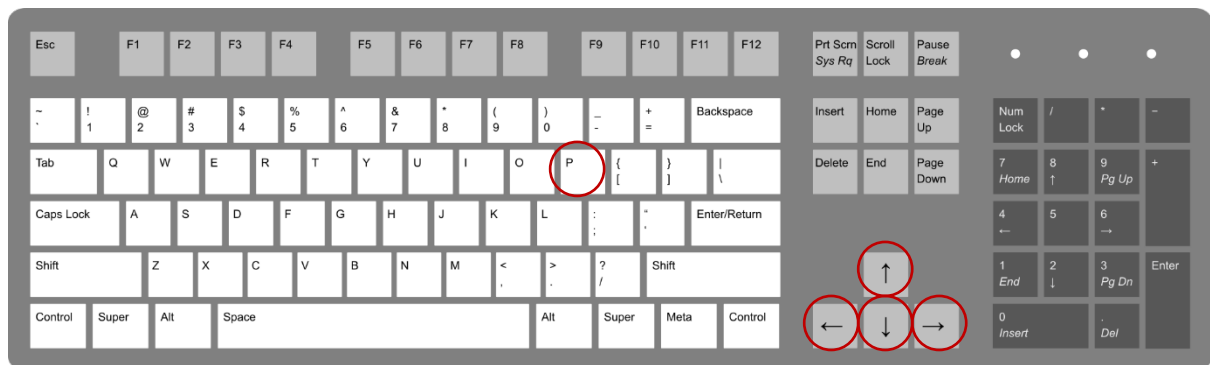 Esc F1 F2 F3 F4 F5 F6 F7 F8 F9 F10 F11 F12 Prt Scrn Scroll Pause
Sys Rq Lock Break
~ ! @ # $ % ^ & * ( ) _ + Backspace Insert Home Page Num / * −
` 1 2 3 4 5 6 7 8 9 0 - = Up Lock
Tab Q W E R T Y U I O P { } | Delete End Page 7 8 9 +
[ ] \ Down Home ↑ Pg Up
Caps Lock A S D F G H J K L : " Enter/Return 4 5 6
; ' ← →
Shift Z X C V B N M < > ? Shift ↑ 1 2 3 Enter
, . / End ↓ Pg Dn
Control Super Alt Space Alt Super Meta Control ← ↓ → 0 .
Insert Del